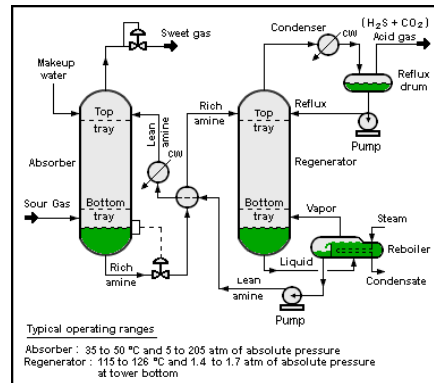 (H₂S + CO₂)
Acid gas
Sweet gas
Condenser
CW
Reflux
drum
Makeup
water
Top
tray
Lean
amine
Rich
amine
Top
tray
Reflux
Pump
Absorber
CW
Regenerator
Sour Gas
Bottom
tray
Bottom
tray
Vapor
Steam
Reboiler
Rich
amine
Liquid
Condensate
Lean
amine
Pump
Typical operating ranges
Absorber : 35 to 50 °C and 5 to 205 atm of absolute pressure
Regenerator : 115 to 126 °C and 1.4 to 1.7 atm of absolute pressure
at tower bottom